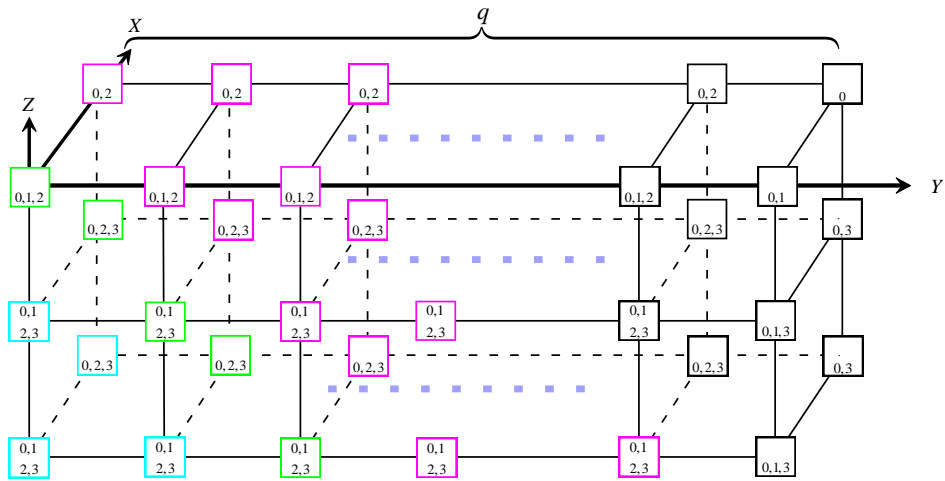 q
X
0,2 0,2 0,2 0,2 0
Z
0,1,2 0,1,2 0,1,2 0,1,2 0,1 Y
0,2,3 0,2,3 0,2,3 0,2,3 0,3
0,1 0,1 0,1 0,1 0,1
2,3 2,3 2,3 2,3 2,3 0,1,3
0,2,3 0,2,3 0,2,3 0,2,3 0,3
0,1 0,1 0,1 0,1 0,1
2,3 2,3 2,3 2,3 2,3 0,1,3